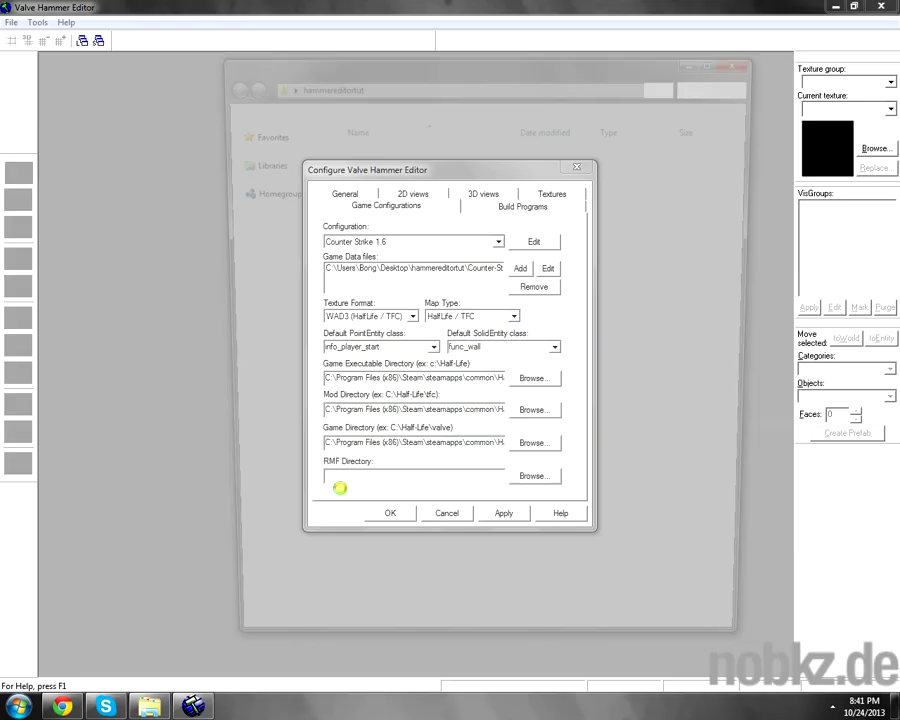 Valve Hammer Editor
File Tools Help
Texture group:
Current texture:
Browse...
Replace...
VisGroups:
Apply Edit Mark Purge
Move selected:
toWorld toEntity
Categories:
Objects:
Faces: 0
Create Prefab
hammereditortut
Favorites
Libraries
Homegroup
Name Date modified Type Size
Configure Valve Hammer Editor
General 2D views 3D views Textures
Game Configurations Build Programs
Configuration:
Counter Strike 1.6 Edit
Game Data files:
C:\Users\Bong\Desktop\hammereditortut\Counter-St Add Edit
Remove
Texture Format: Map Type:
WAD3 (HalfLife / TFC) HalfLife / TFC
Default PointEntity class: Default SolidEntity class:
info_player_start func_wall
Game Executable Directory (ex: c:\Half-Life)
C:\Program Files (x86)\Steam\steamapps\common\H Browse...
Mod Directory (ex: C:\Half-Life\tfc):
C:\Program Files (x86)\Steam\steamapps\common\H Browse...
Game Directory (ex: C:\Half-Life\valve)
C:\Program Files (x86)\Steam\steamapps\common\H Browse...
RMF Directory:
Browse...
OK Cancel Apply Help
nobkz.de
For Help, press F1
8:41 PM
10/24/2013